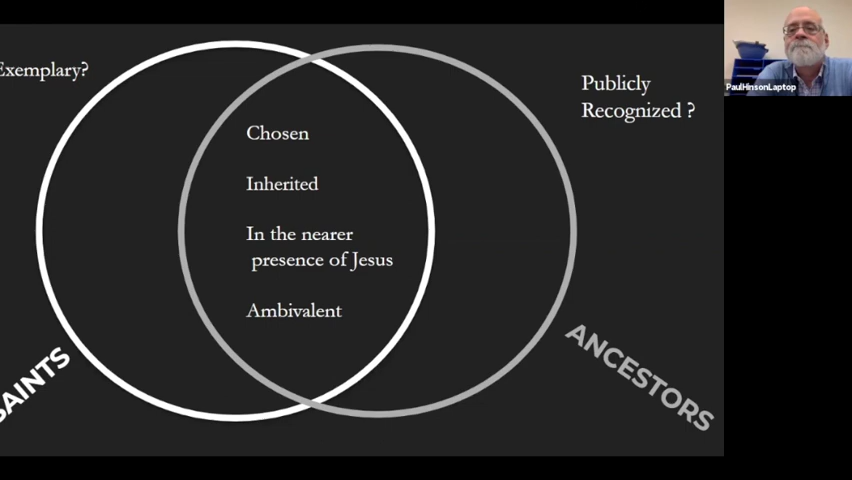 Exemplary?
Publicly
Recognized ?
Chosen
Inherited
In the nearer
presence of Jesus
Ambivalent
SAINTS
ANCESTORS
PaulHinsonLaptop